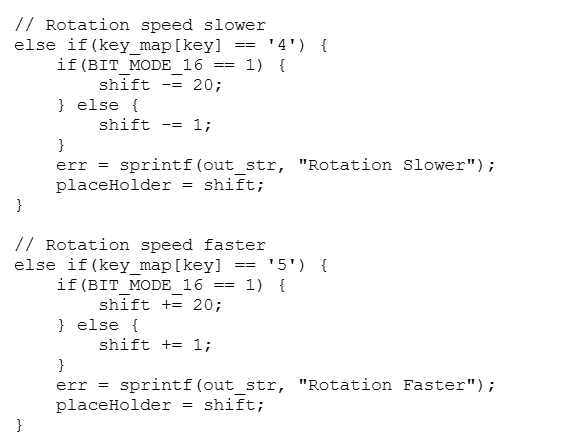 // Rotation speed slower
else if(key_map[key] == '4') {
    if(BIT_MODE_16 == 1) {
        shift -= 20;
    } else {
        shift -= 1;
    }
    err = sprintf(out_str, "Rotation Slower");
    placeHolder = shift;
}

// Rotation speed faster
else if(key_map[key] == '5') {
    if(BIT_MODE_16 == 1) {
        shift += 20;
    } else {
        shift += 1;
    }
    err = sprintf(out_str, "Rotation Faster");
    placeHolder = shift;
}